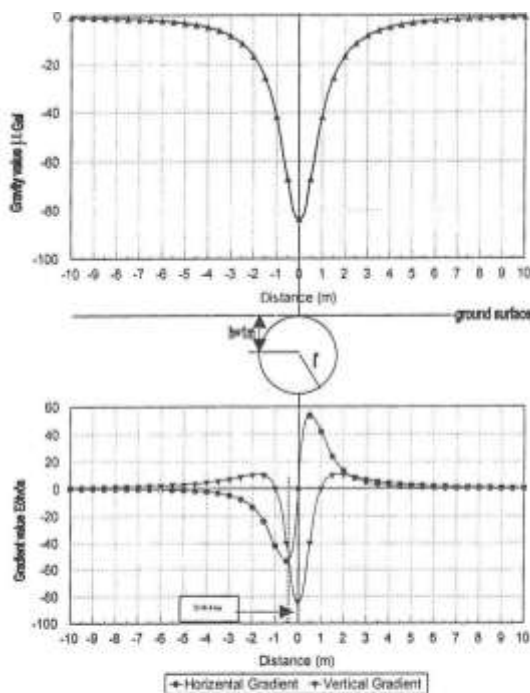 0
-20
-40
-60
-80
-100
Gravity value
Gal
-10 -9 -8 -7 -6 -5 -4 -3 -2 -1 0 1 2 3 4 5 6 7 8 9 10
Distance (m)
ground surface
r
60
40
20
0
-20
-40
-60
-80
-100
Gradient value Eötvös
-10 -9 -8 -7 -6 -5 -4 -3 -2 -1 0 1 2 3 4 5 6 7 8 9 10
Distance (m)
Horizental Gradient Vertical Gradient